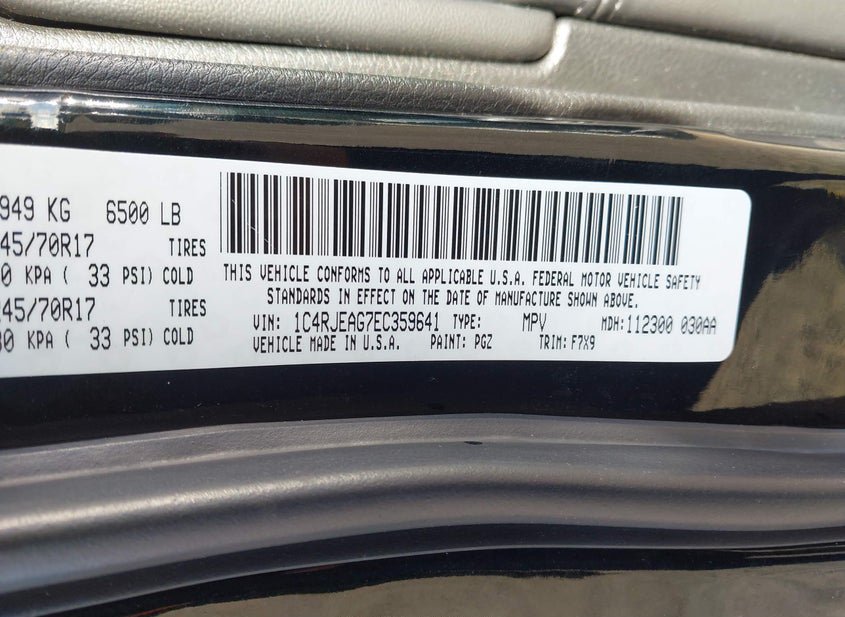 949 KG 6500 LB
45/70R17 TIRES
0 KPA ( 33 PSI) COLD
45/70R17 TIRES
30 KPA ( 33 PSI) COLD
THIS VEHICLE CONFORMS TO ALL APPLICABLE U.S.A. FEDERAL MOTOR VEHICLE SAFETY
STANDARDS IN EFFECT ON THE DATE OF MANUFACTURE SHOWN ABOVE.
VIN: 1C4RJEAG7EC359641 TYPE: MPV MDH:112300 030AA
VEHICLE MADE IN U.S.A. PAINT: PGZ TRIM: F7X9